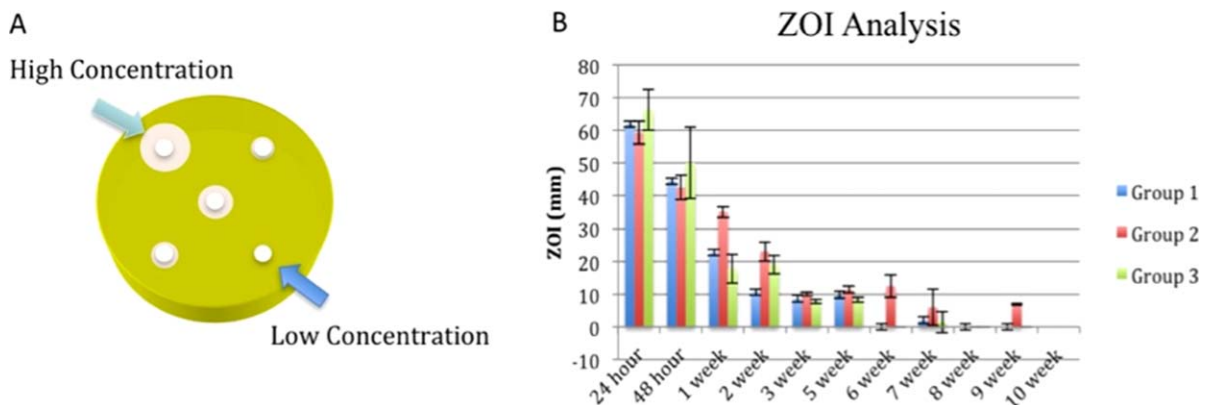 A
High Concentration
Low Concentration
B
ZOI Analysis
ZOI (mm)
80
70
60
50
40
30
20
10
0
-10
24 hour
48 hour
1 week
2 week
3 week
5 week
6 week
7 week
8 week
9 week
10 week
Group 1
Group 2
Group 3